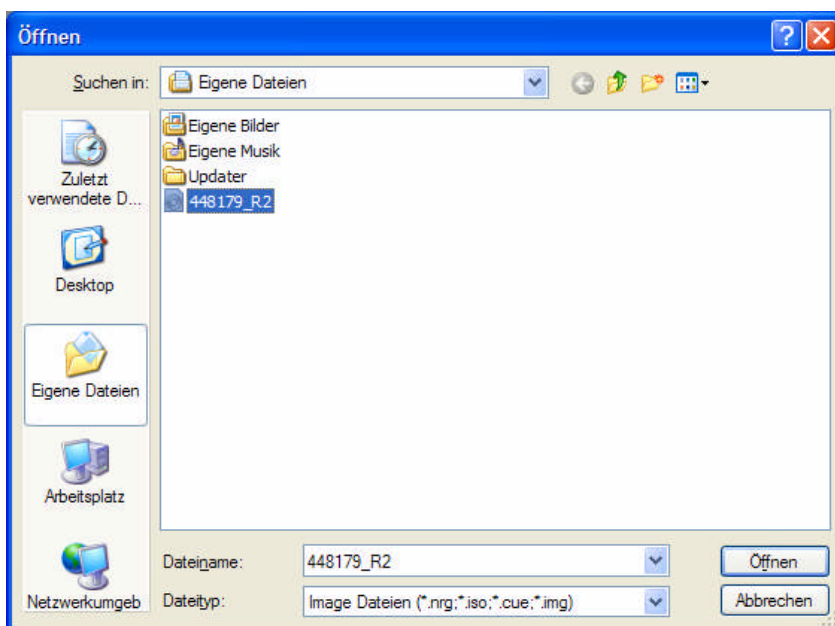 Öffnen
Suchen in: Eigene Dateien
Eigene Bilder
Eigene Musik
Updater
448179_R2
Zuletzt
verwendete D...
Desktop
Eigene Dateien
Arbeitsplatz
Netzwerkumgeb
Dateiname: 448179_R2 Öffnen
Dateityp: Image Dateien (*.nrg;*.iso;*.cue;*.img) Abbrechen